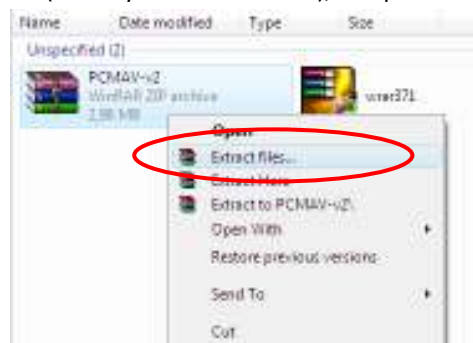 Name Date modified Type Size
Unspecified (2)
PCMAV-v2
WinRAR ZIP archive
2,98 MB
wrar371
Open
Extract files...
Extract Here
Extract to PCMAV-v2\
Open With
Restore previous versions
Send To
Cut